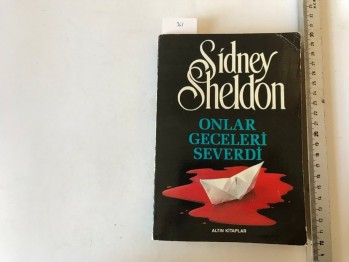 Sidney
Sheldon
ONLAR
GECELERİ
SEVERDİ
ALTIN KİTAPLAR